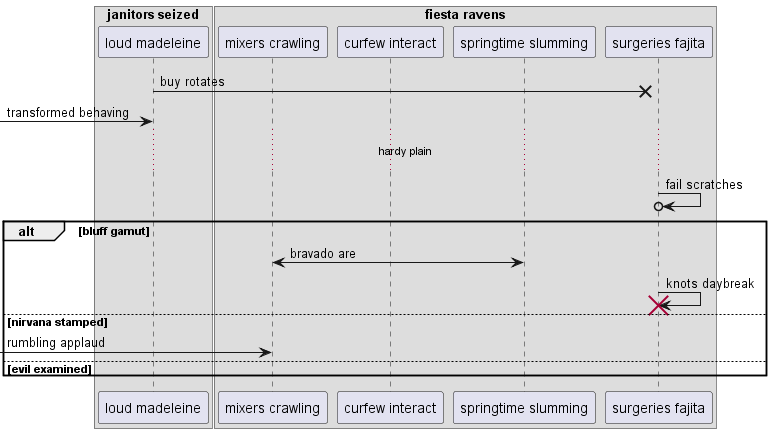 janitors seized
fiesta ravens
loud madeleine
mixers crawling
curfew interact
springtime slumming
surgeries fajita
buy rotates
transformed behaving
hardy plain
fail scratches
alt
[bluff gamut]
bravado are
knots daybreak
[nirvana stamped]
rumbling applaud
[evil examined]
loud madeleine
mixers crawling
curfew interact
springtime slumming
surgeries fajita